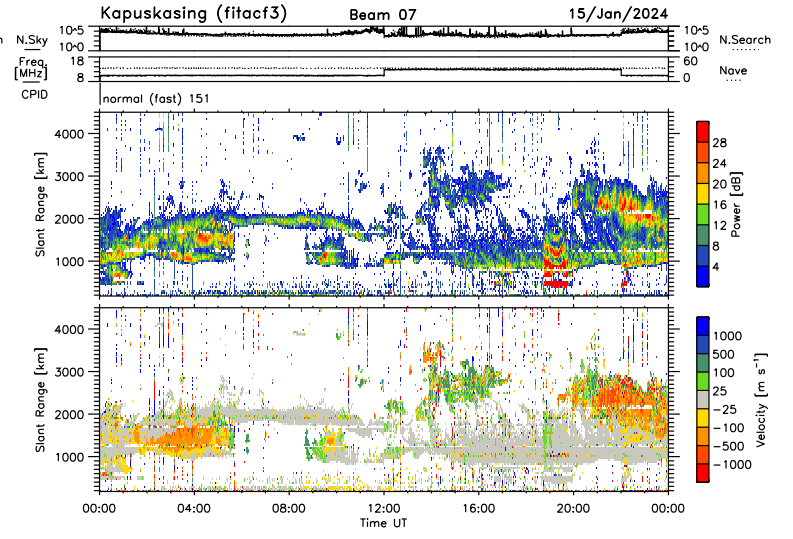 Kapuskasing (fitacf3) Beam 07 15/Jan/2024
N.Sky 10^5 10^0 10^5 10^0 N.Search
Freq. [MHz] 18 8 60 0 Nave
CPID normal (fast) 151
4000
3000
2000
1000
Slant Range [km]
28
24
20
16
12
8
4
Power [dB]
4000
3000
2000
1000
Slant Range [km]
1000
500
100
25
-25
-100
-500
-1000
Velocity [m s⁻¹]
00:00 04:00 08:00 12:00 16:00 20:00 00:00
Time UT